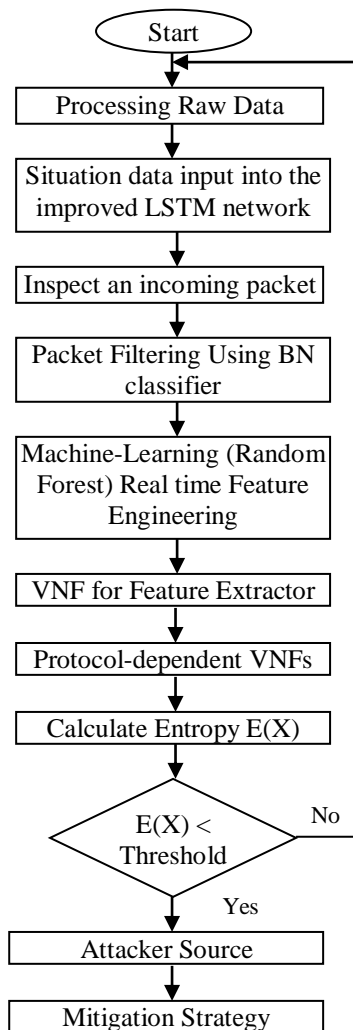 Start
Processing Raw Data
Situation data input into the
improved LSTM network
Inspect an incoming packet
Packet Filtering Using BN
classifier
Machine-Learning (Random
Forest) Real time Feature
Engineering
VNF for Feature Extractor
Protocol-dependent VNFs
Calculate Entropy E(X)
E(X) <
Threshold
No
Yes
Attacker Source
Mitigation Strategy